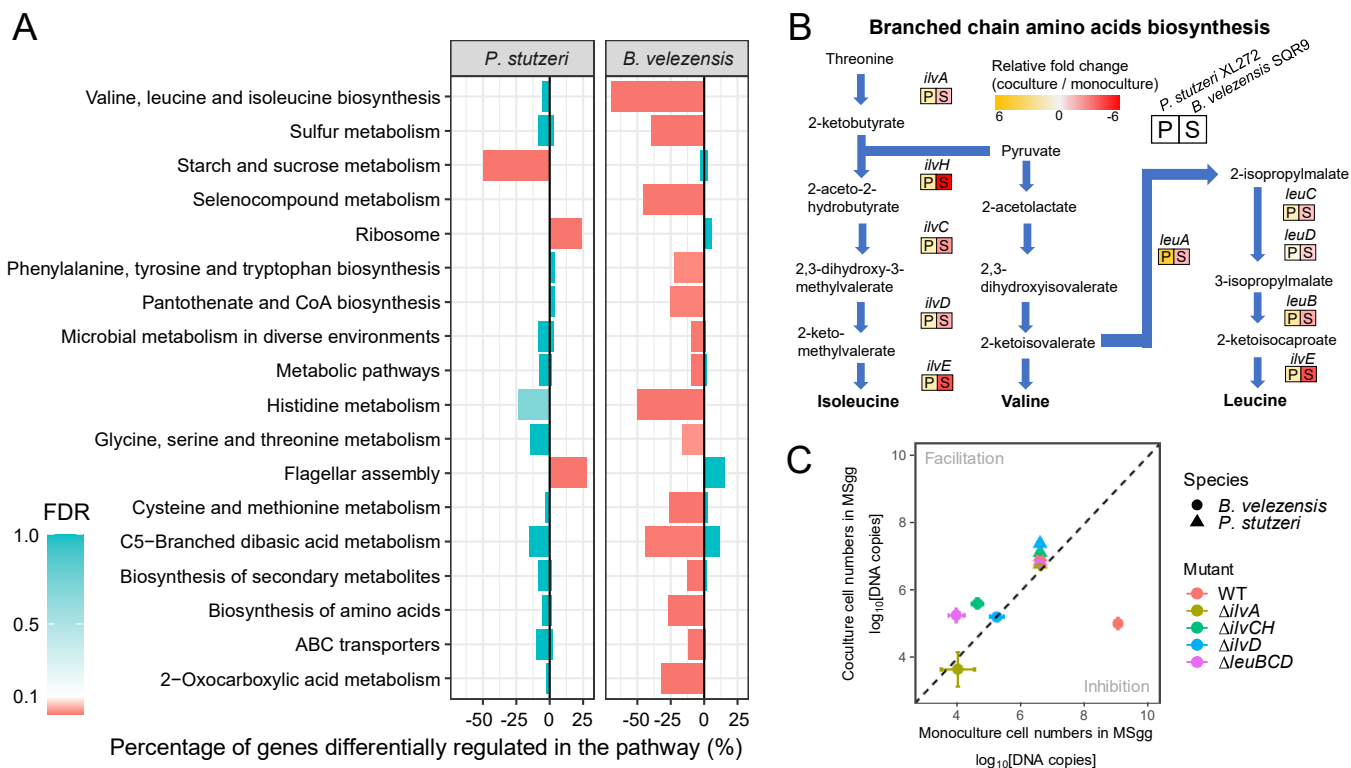 A
P. stutzeri
B. velezensis
Valine, leucine and isoleucine biosynthesis
Sulfur metabolism
Starch and sucrose metabolism
Selenocompound metabolism
Ribosome
Phenylalanine, tyrosine and tryptophan biosynthesis
Pantothenate and CoA biosynthesis
Microbial metabolism in diverse environments
Metabolic pathways
Histidine metabolism
Glycine, serine and threonine metabolism
Flagellar assembly
Cysteine and methionine metabolism
C5−Branched dibasic acid metabolism
Biosynthesis of secondary metabolites
Biosynthesis of amino acids
ABC transporters
2−Oxocarboxylic acid metabolism
FDR
1.0
0.5
0.1
-50 -25 0 25
-50 -25 0 25
Percentage of genes differentially regulated in the pathway (%)
B
Branched chain amino acids biosynthesis
Threonine
ilvA
P S
2-ketobutyrate
ilvH
P S
2-aceto-2-
hydrobutyrate
ilvC
P S
2,3-dihydroxy-3-
methylvalerate
ilvD
P S
2-keto-
methylvalerate
ilvE
P S
Isoleucine
Relative fold change
(coculture / monoculture)
6 0 -6
P. stutzeri XL272
B. velezensis SQR9
P S
Pyruvate
2-acetolactate
2,3-
dihydroxyisovalerate
2-ketoisovalerate
Valine
leuA
P S
2-isopropylmalate
leuC
P S
leuD
P S
3-isopropylmalate
leuB
P S
2-ketoisocaproate
ilvE
P S
Leucine
C
Coculture cell numbers in MSgg
log10[DNA copies]
10
8
6
4
Facilitation
Inhibition
4 6 8 10
Monoculture cell numbers in MSgg
log10[DNA copies]
Species
B. velezensis
P. stutzeri
Mutant
WT
ΔilvA
ΔilvCH
ΔilvD
ΔleuBCD